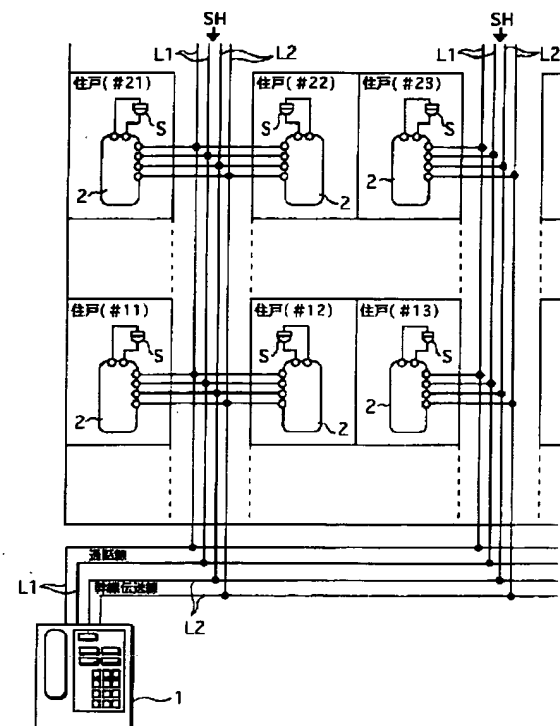 SH SH
L1 L2 L1 L2
住戸(#21) 住戸(#22) 住戸(#23)
S S S
2 2 2
住戸(#11) 住戸(#12) 住戸(#13)
S S S
2 2 2
通話線
L1 幹線伝送線
L2
1